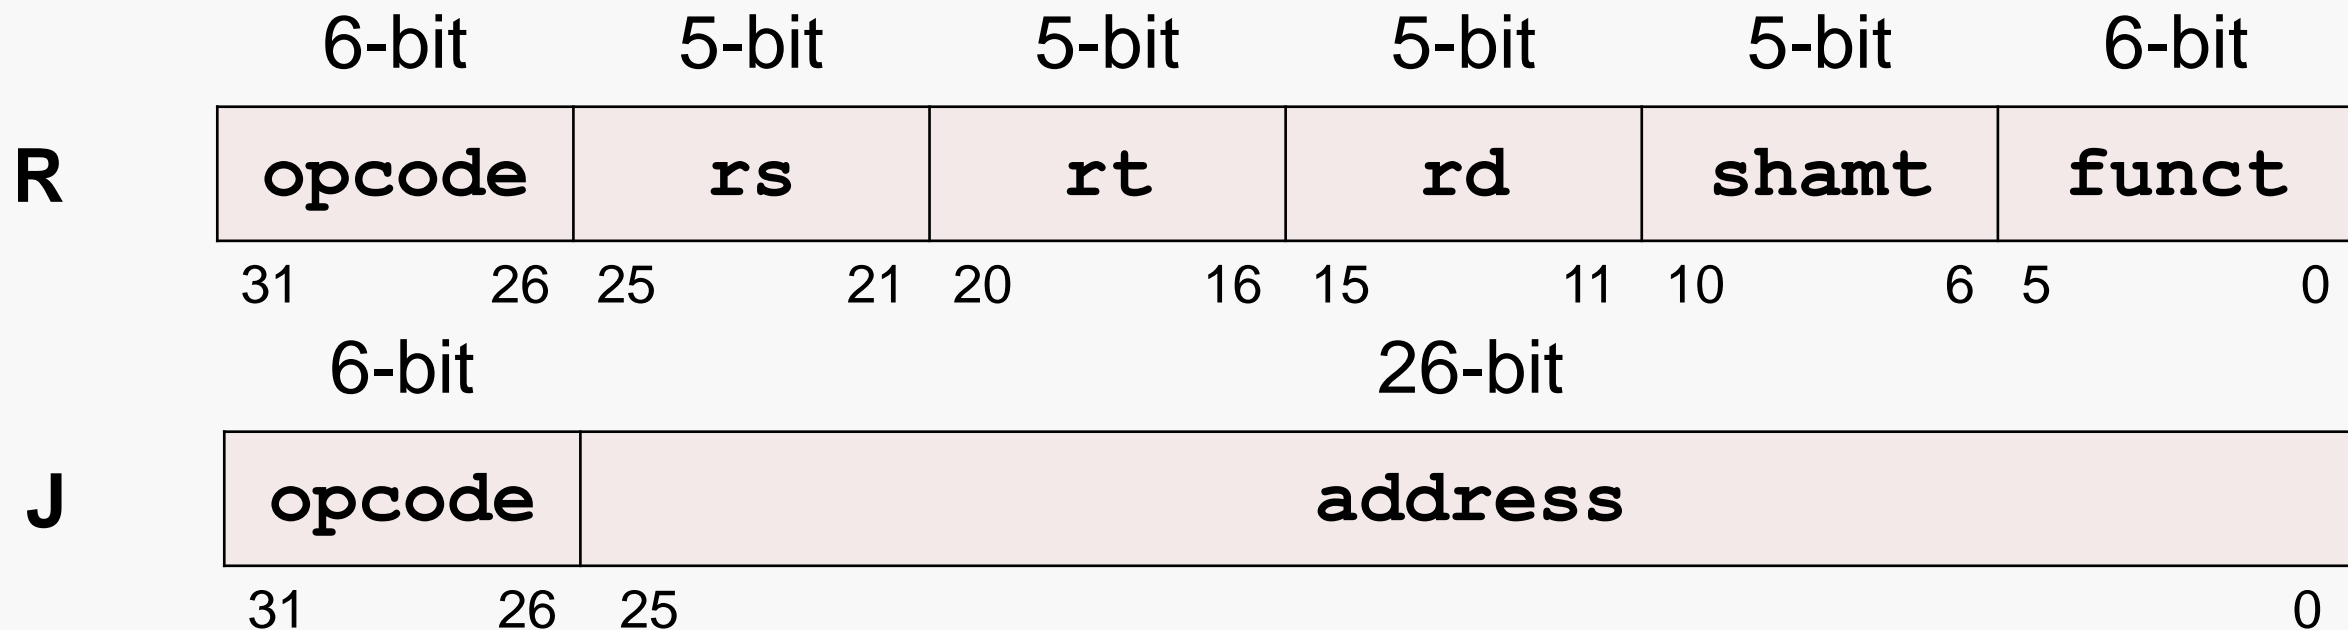 6-bit 5-bit 5-bit 5-bit 5-bit 6-bit
R opcode rs rt rd shamt funct
31 26 25 21 20 16 15 11 10 6 5 0
6-bit 26-bit
J opcode address
31 26 25 0